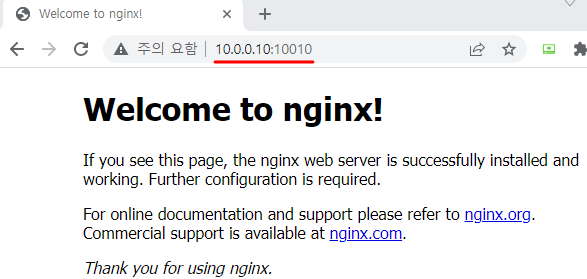 Welcome to nginx!
주의 요함 | 10.0.0.10:10010
Welcome to nginx!
If you see this page, the nginx web server is successfully installed and
working. Further configuration is required.
For online documentation and support please refer to nginx.org.
Commercial support is available at nginx.com.
Thank you for using nginx.